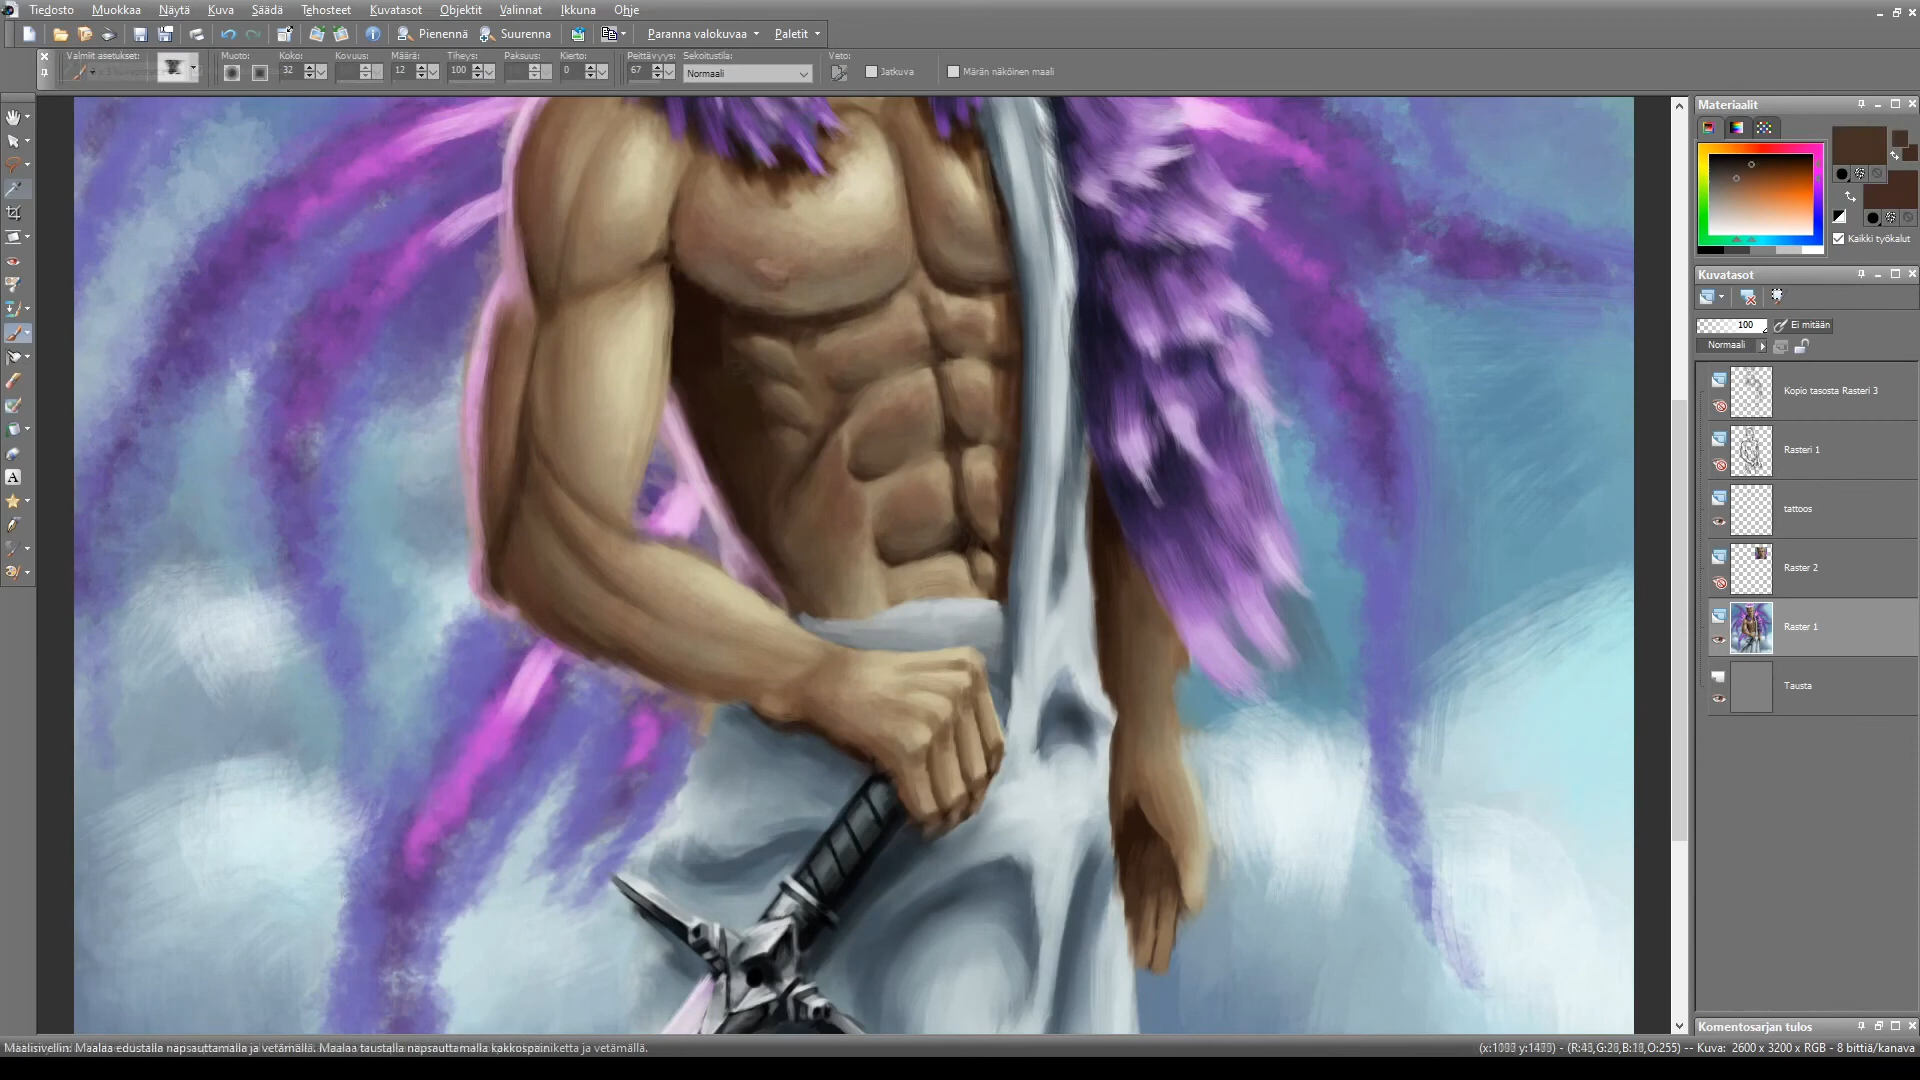 Tiedosto Muokkaa Näytä Kuva Säädä Tehosteet Kuvatasot Objektit Valinnat Ikkuna Ohje
Pienennä Suurenna Paranna valokuvaa Paletit
Valmiit asetukset: Muoto: Koko: Kovuus: Määrä: Tiheys: Paksuus: Kierto: Peittävyys: Sekoitustila: Veto:
32 12 100 0 67 Normaali Jatkuva Märän näköinen maali
Materiaalit
Kaikki työkalut
Kuvatasot
100 Ei mitään
Normaali
Kopio tasosta Rasteri 3
Rasteri 1
tattoos
Raster 2
Raster 1
Tausta
Komentosarjan tulos
Maalisivellin: Maalaa edustalla napsauttamalla ja vetämällä. Maalaa taustalla napsauttamalla kakkospainiketta ja vetämällä.
-- Kuva: 2600 x 3200 x RGB - 8 bittiä/kanava